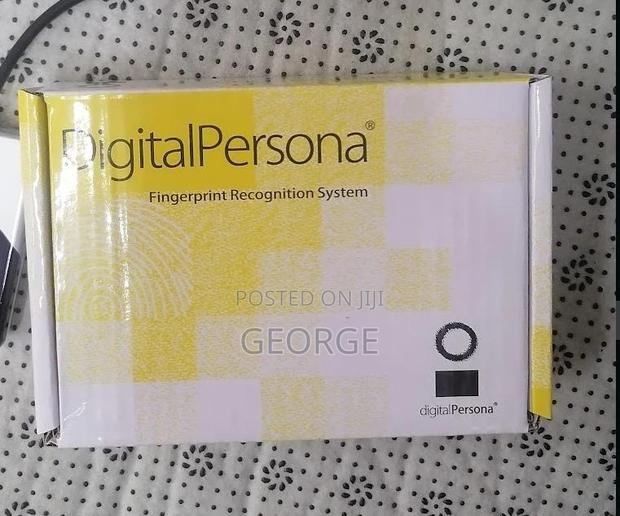 DigitalPersona®
Fingerprint Recognition System
POSTED ON JIJI
GEORGE
digitalPersona®